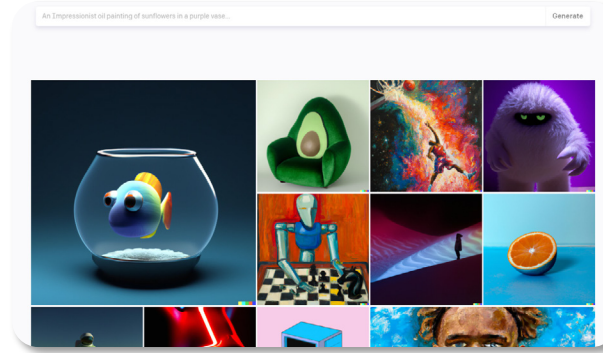 An Impressionist oil painting of sunflowers in a purple vase...
Generate